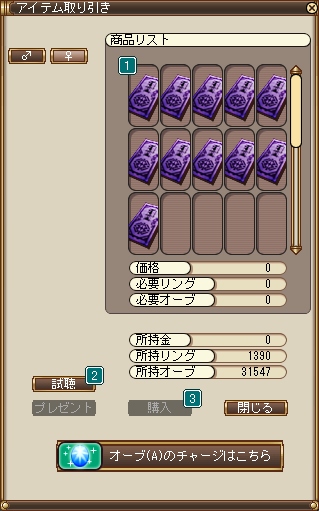 アイテム取り引き
♂ ♀
商品リスト
1
価格 0
必要リング 0
必要オーブ 0
所持金 0
所持リング 1390
所持オーブ 31547
試聴 2
プレゼント 購入 3 閉じる
オーブ(A)のチャージはこちら